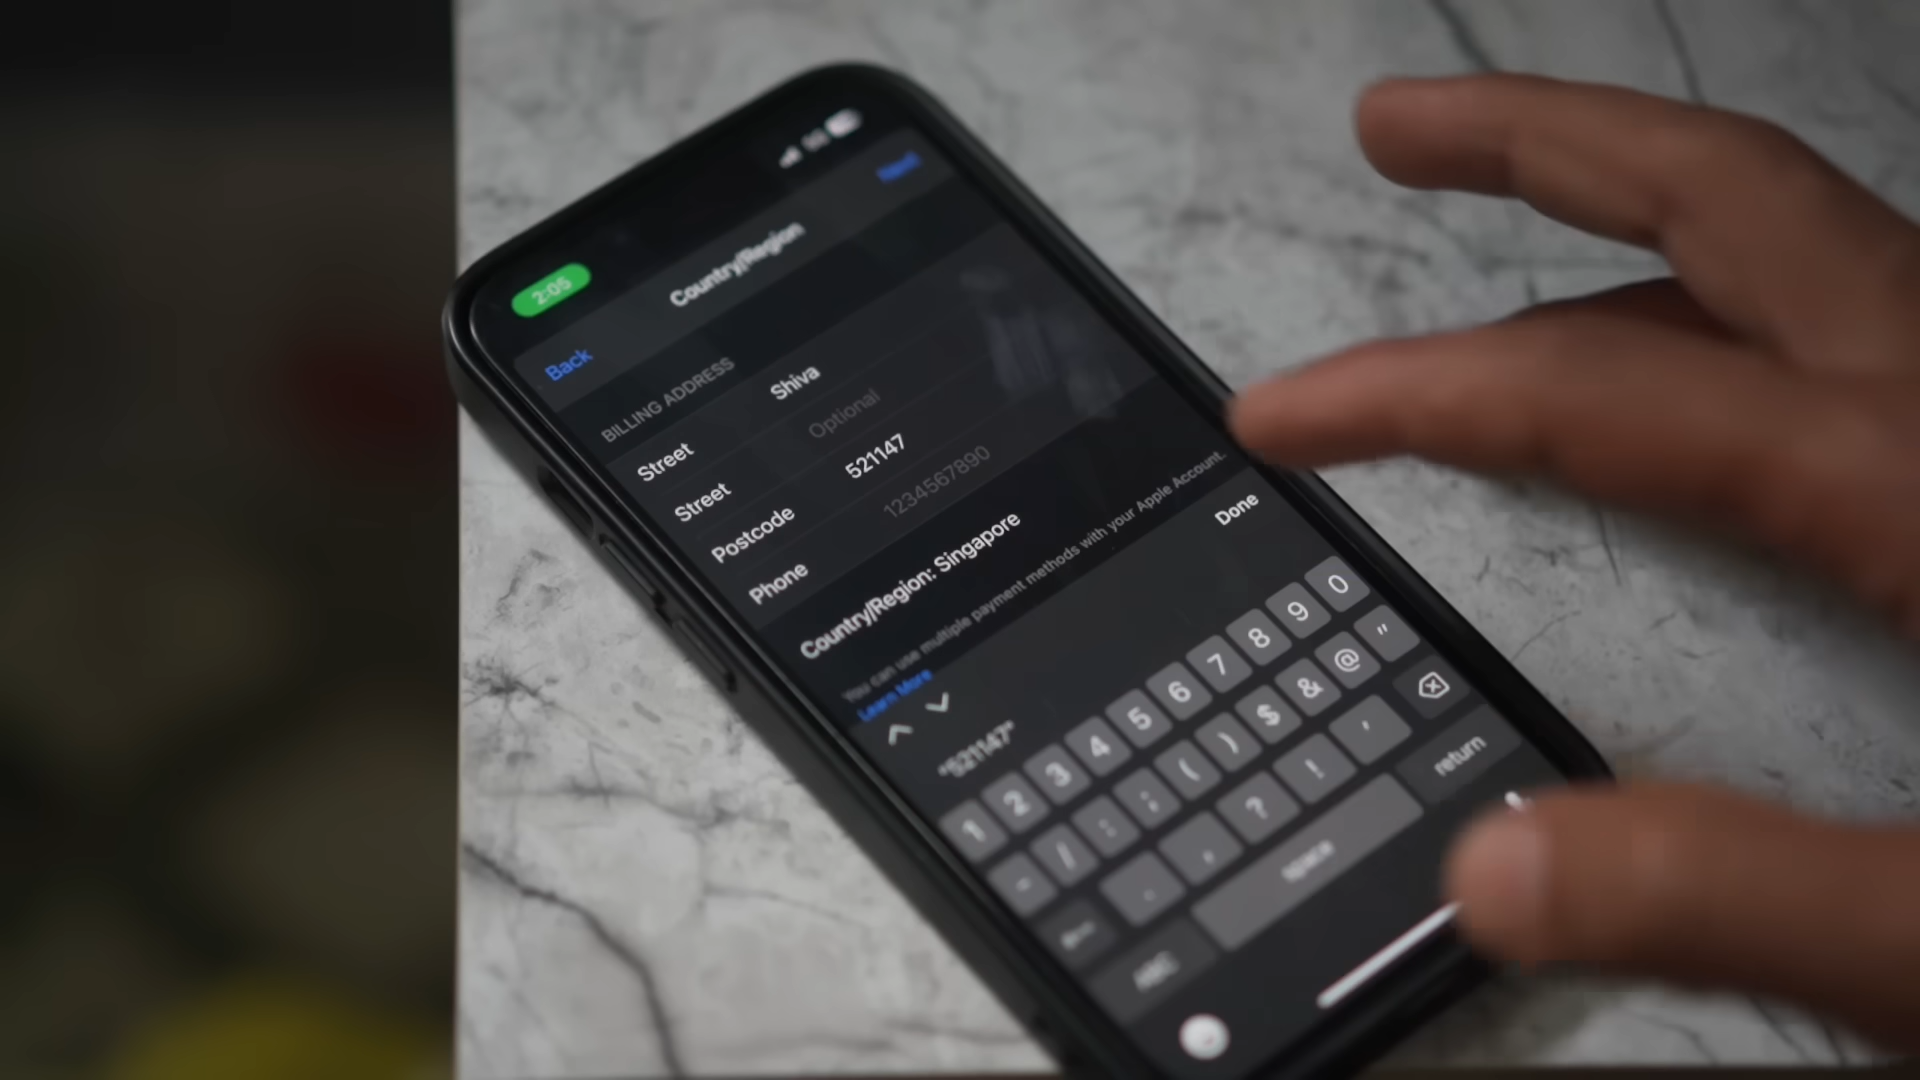 2:05
Back
Country/Region
Next
BILLING ADDRESS
Street Shiva
Street Optional
Postcode 521147
Phone 1234567890
Country/Region: Singapore
You can use multiple payment methods with your Apple Account.
Learn More
Done
"521147"
1 2 3 4 5 6 7 8 9 0
- / : ; ( ) $ & @ "
. , ? ! '
ABC space return